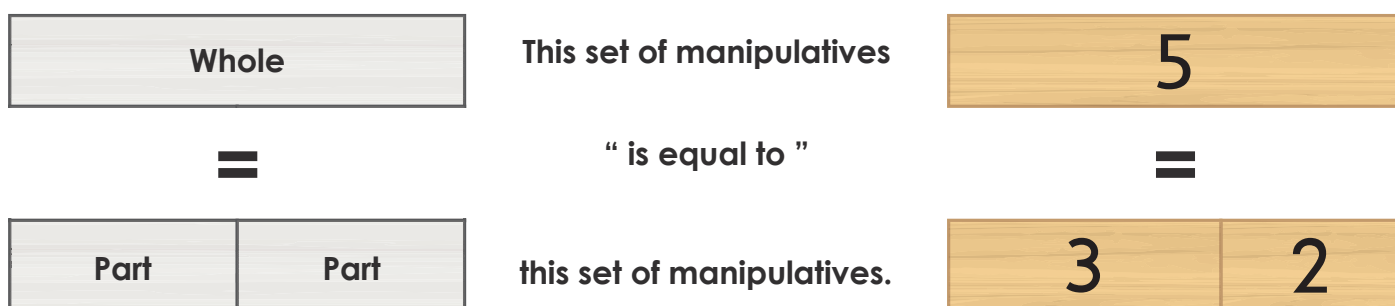 Whole
This set of manipulatives
5
=
“ is equal to ”
=
Part Part
this set of manipulatives.
3 2